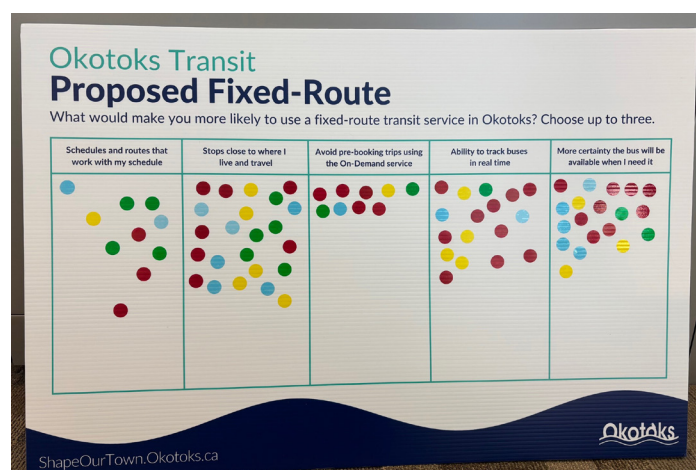 Okotoks Transit
Proposed Fixed-Route
What would make you more likely to use a fixed-route transit service in Okotoks? Choose up to three.
Schedules and routes that
work with my schedule
Stops close to where I
live and travel
Avoid pre-booking trips using
the On-Demand service
Ability to track buses
in real time
More certainty the bus will be
available when I need it
Okotoks
ShapeOurTown.Okotoks.ca